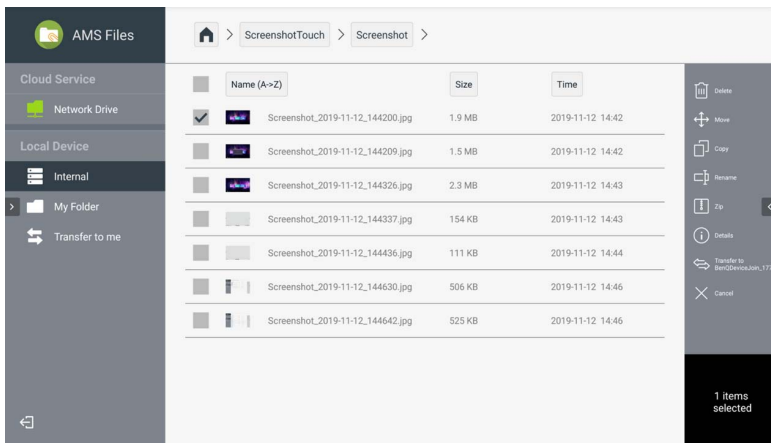 AMS Files
ScreenshotTouch
Screenshot
Cloud Service
Network Drive
Local Device
Internal
My Folder
Transfer to me
Name (A->Z) Size Time
Screenshot_2019-11-12_144200.jpg 1.9 MB 2019-11-12 14:42
Screenshot_2019-11-12_144209.jpg 1.5 MB 2019-11-12 14:42
Screenshot_2019-11-12_144326.jpg 2.3 MB 2019-11-12 14:43
Screenshot_2019-11-12_144337.jpg 154 KB 2019-11-12 14:43
Screenshot_2019-11-12_144436.jpg 111 KB 2019-11-12 14:44
Screenshot_2019-11-12_144630.jpg 506 KB 2019-11-12 14:46
Screenshot_2019-11-12_144642.jpg 525 KB 2019-11-12 14:46
Delete
Move
Copy
Rename
Zip
Details
Transfer to
BenQDeviceJoin_177
Cancel
1 items
selected